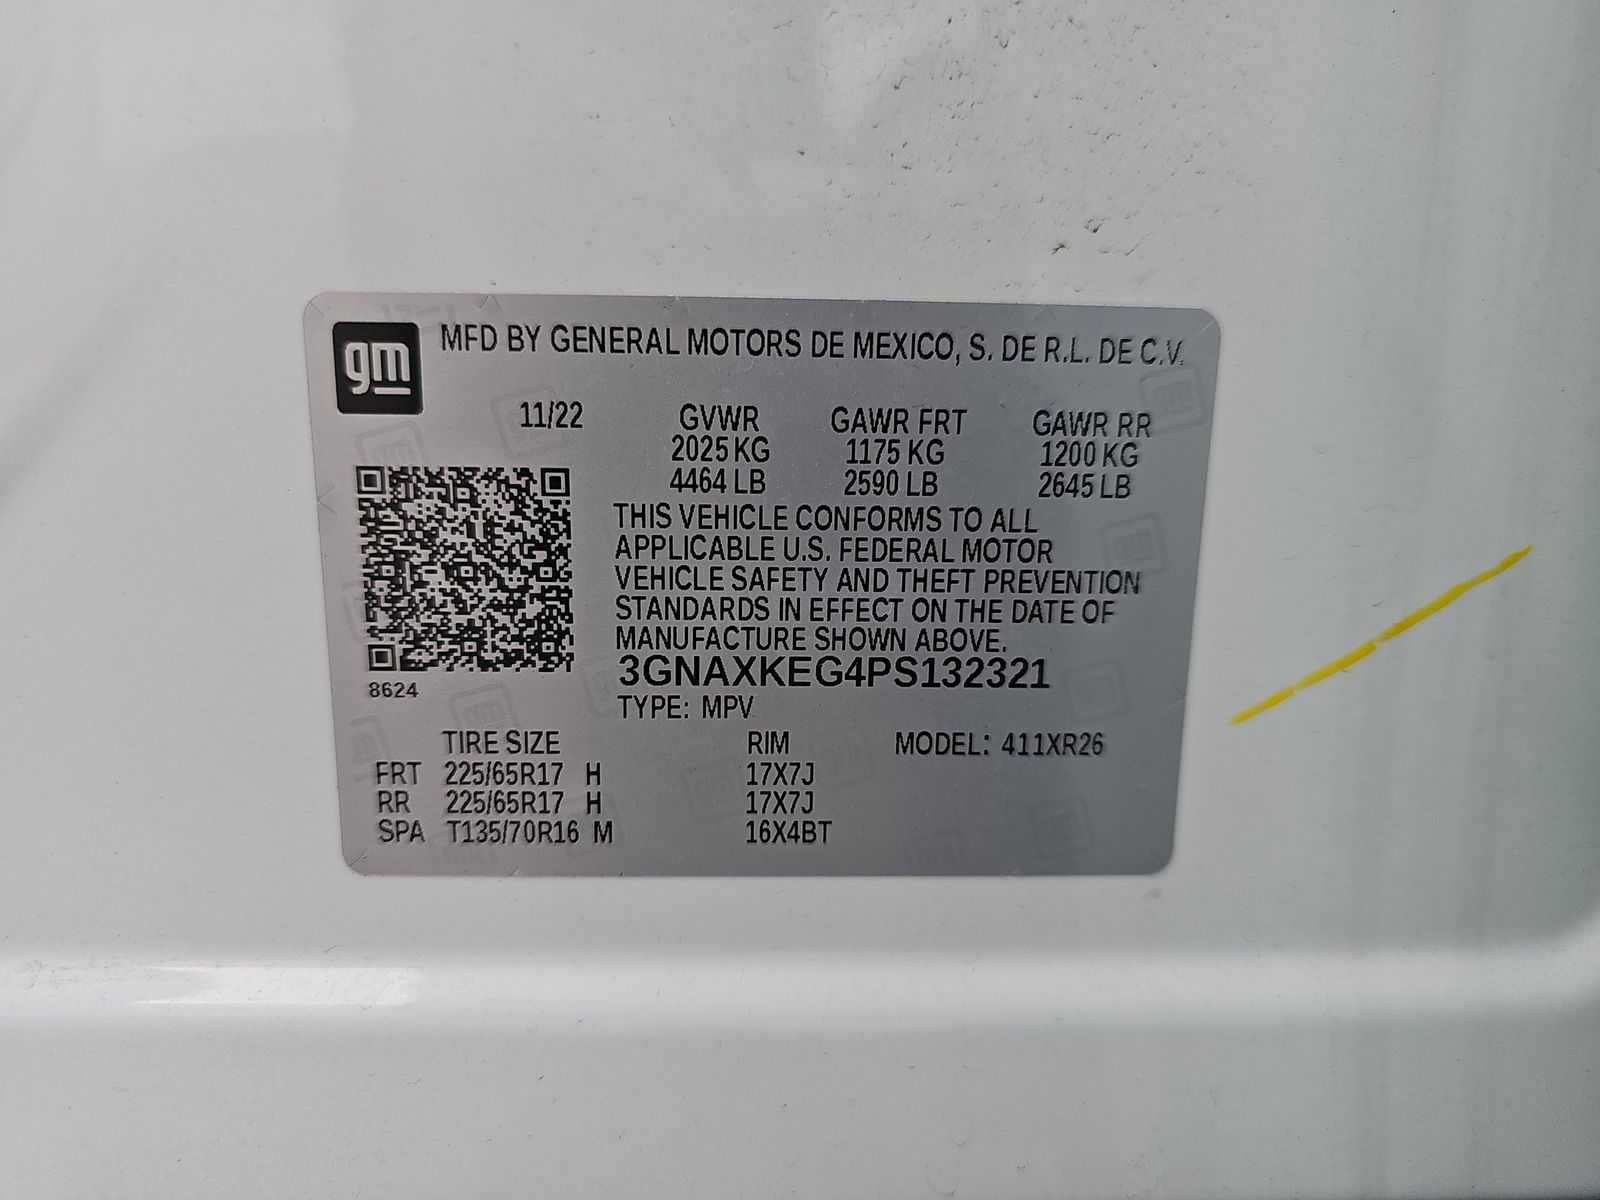 gm
MFD BY GENERAL MOTORS DE MEXICO, S. DE R.L. DE C.V.
11/22 GVWR GAWR FRT GAWR RR
2025 KG 1175 KG 1200 KG
4464 LB 2590 LB 2645 LB
THIS VEHICLE CONFORMS TO ALL
APPLICABLE U.S. FEDERAL MOTOR
VEHICLE SAFETY AND THEFT PREVENTION
STANDARDS IN EFFECT ON THE DATE OF
MANUFACTURE SHOWN ABOVE.
3GNAXKEG4PS132321
8624
TYPE: MPV
TIRE SIZE RIM MODEL: 411XR26
FRT 225/65R17 H 17X7J
RR 225/65R17 H 17X7J
SPA T135/70R16 M 16X4BT